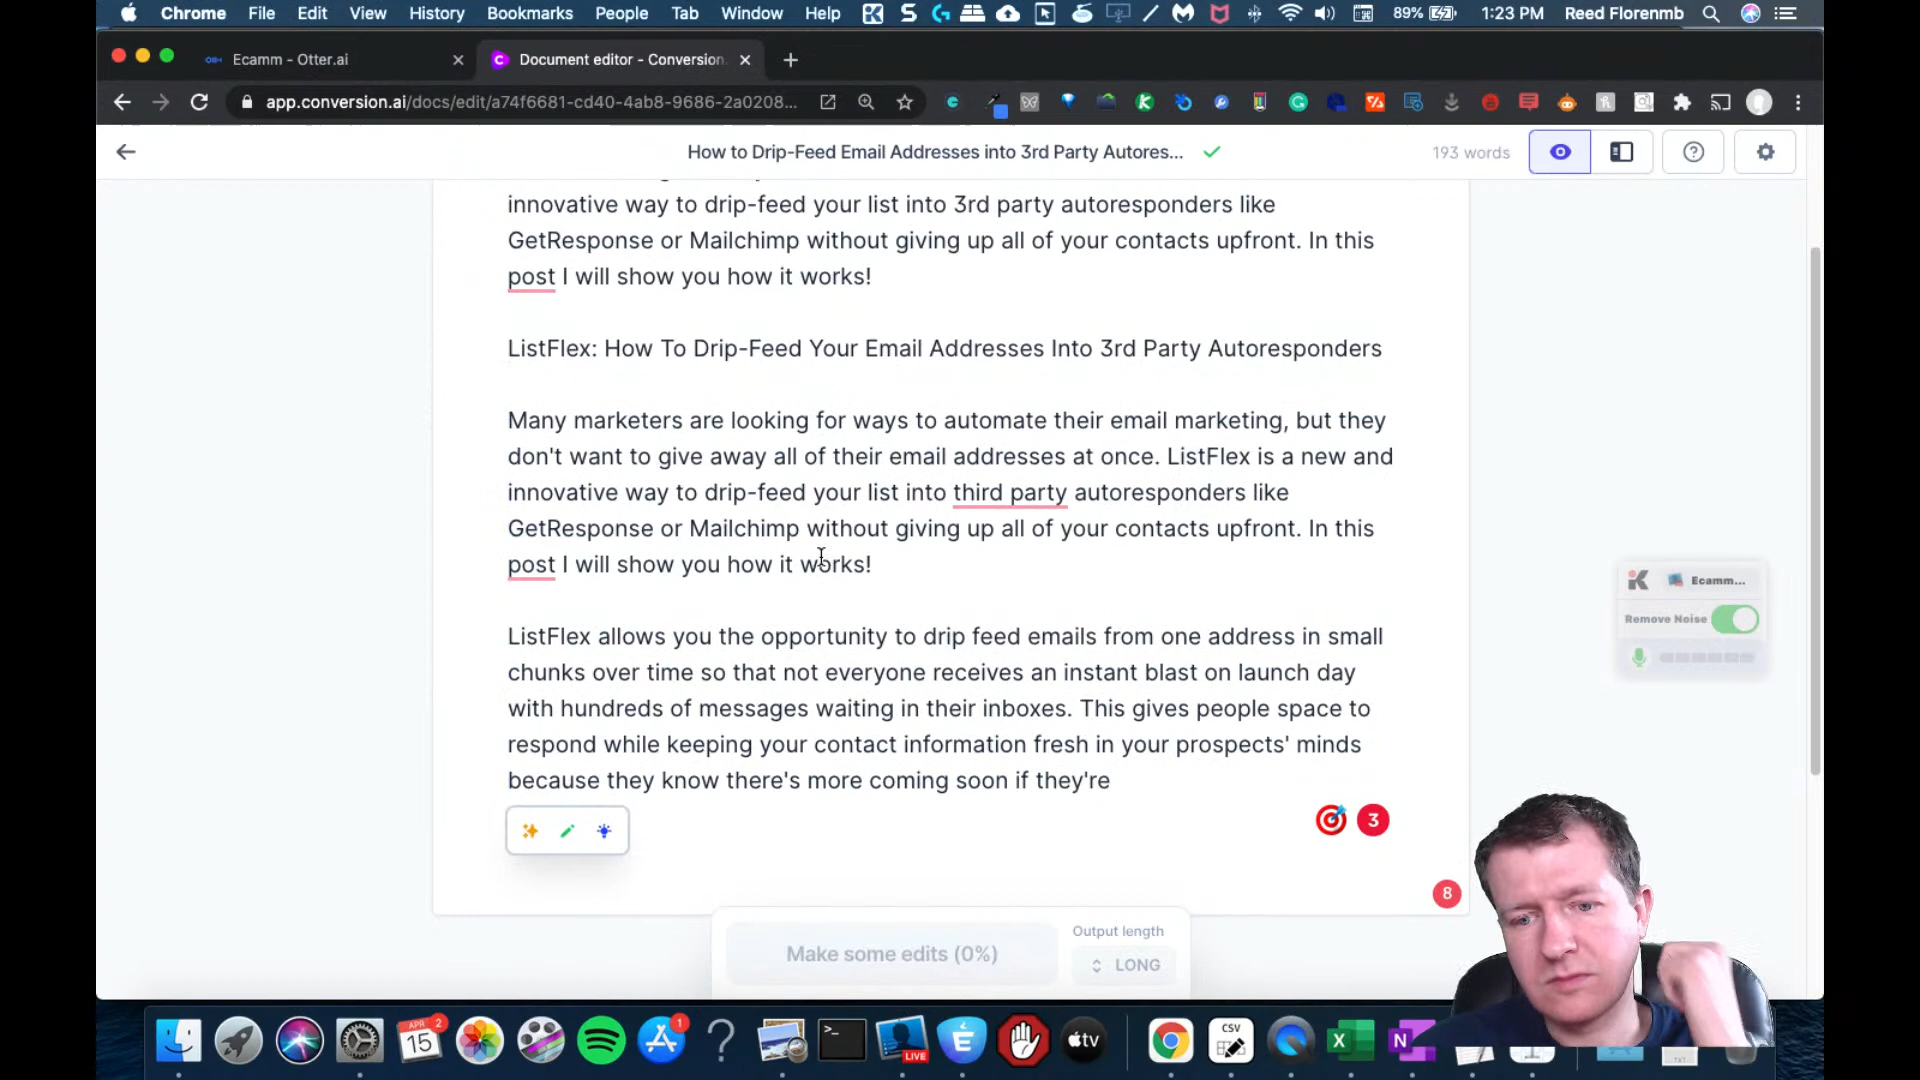 Chrome File Edit View History Bookmarks People Tab Window Help 89% 1:23 PM Reed Florenmb
Ecamm - Otter.ai
Document editor - Conversion.
app.conversion.ai/docs/edit/a74f6681-cd40-4ab8-9686-2a0208...
How to Drip-Feed Email Addresses into 3rd Party Autores...
193 words
innovative way to drip-feed your list into 3rd party autoresponders like
GetResponse or Mailchimp without giving up all of your contacts upfront. In this
post I will show you how it works!
ListFlex: How To Drip-Feed Your Email Addresses Into 3rd Party Autoresponders
Many marketers are looking for ways to automate their email marketing, but they
don't want to give away all of their email addresses at once. ListFlex is a new and
innovative way to drip-feed your list into third party autoresponders like
GetResponse or Mailchimp without giving up all of your contacts upfront. In this
post I will show you how it works!
Ecamm...
Remove Noise
ListFlex allows you the opportunity to drip feed emails from one address in small
chunks over time so that not everyone receives an instant blast on launch day
with hundreds of messages waiting in their inboxes. This gives people space to
respond while keeping your contact information fresh in your prospects' minds
because they know there's more coming soon if they're
3
8
Make some edits (0%)
Output length
LONG
APR 2
15
1
LIVE
tv
CSV
X
N
TXT